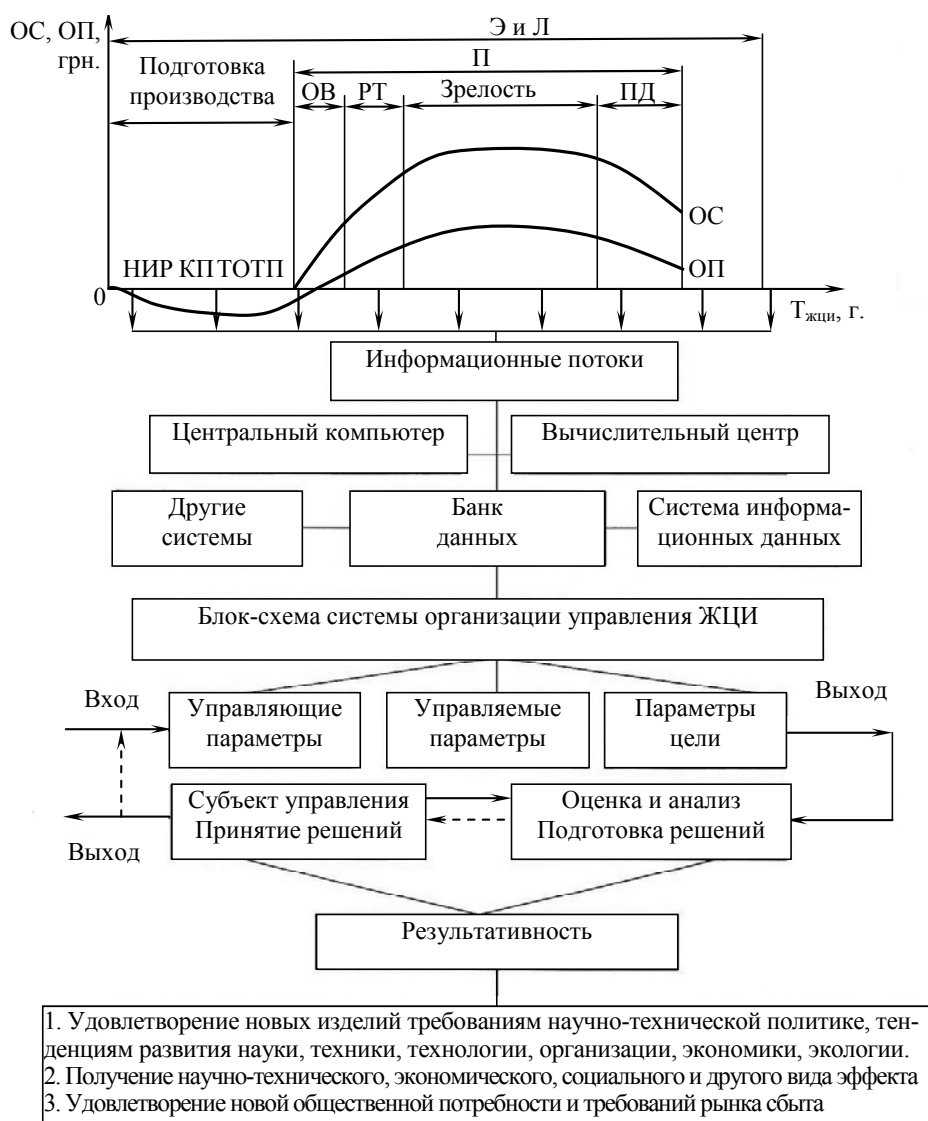 ОС, ОП,
грн.
Э и Л
Подготовка
производства
П
ОВ
РТ
Зрелость
ПД
ОС
ОП
НИР КП ТОТП
0
Tжци, г.
Информационные потоки
Центральный компьютер
Вычислительный центр
Другие
системы
Банк
данных
Система информа-
ционных данных
Блок-схема системы организации управления ЖЦИ
Вход
Управляющие
параметры
Управляемые
параметры
Параметры
цели
Выход
Субъект управления
Принятие решений
Оценка и анализ
Подготовка решений
Выход
Результативность
1. Удовлетворение новых изделий требованиям научно-технической политике, тен-
денциям развития науки, техники, технологии, организации, экономики, экологии.
2. Получение научно-технического, экономического, социального и другого вида эффекта
3. Удовлетворение новой общественной потребности и требований рынка сбыта